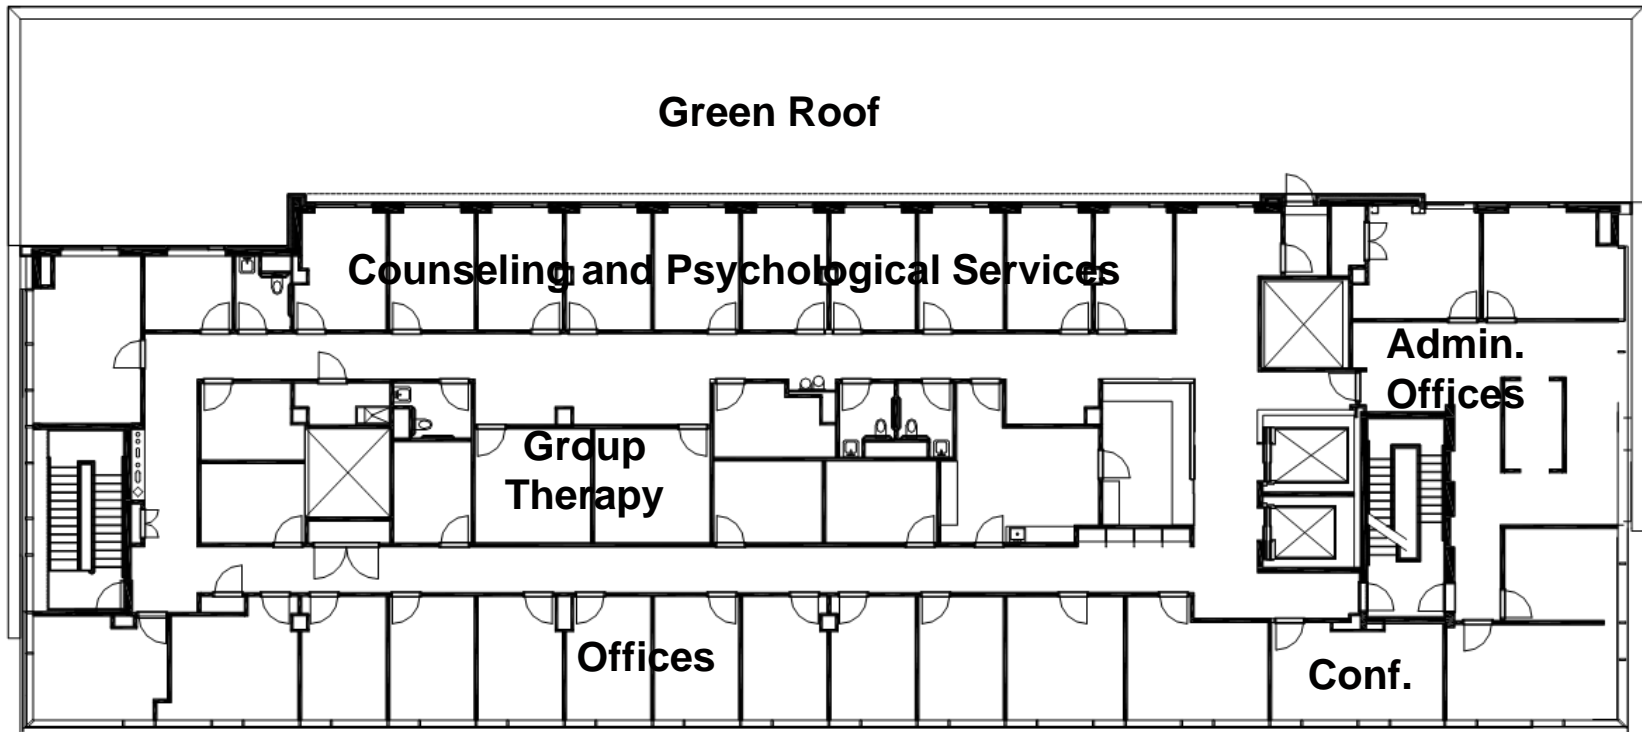 Green Roof
Counseling and Psychological Services
Admin.
Offices
Group
Therapy
Offices
Conf.